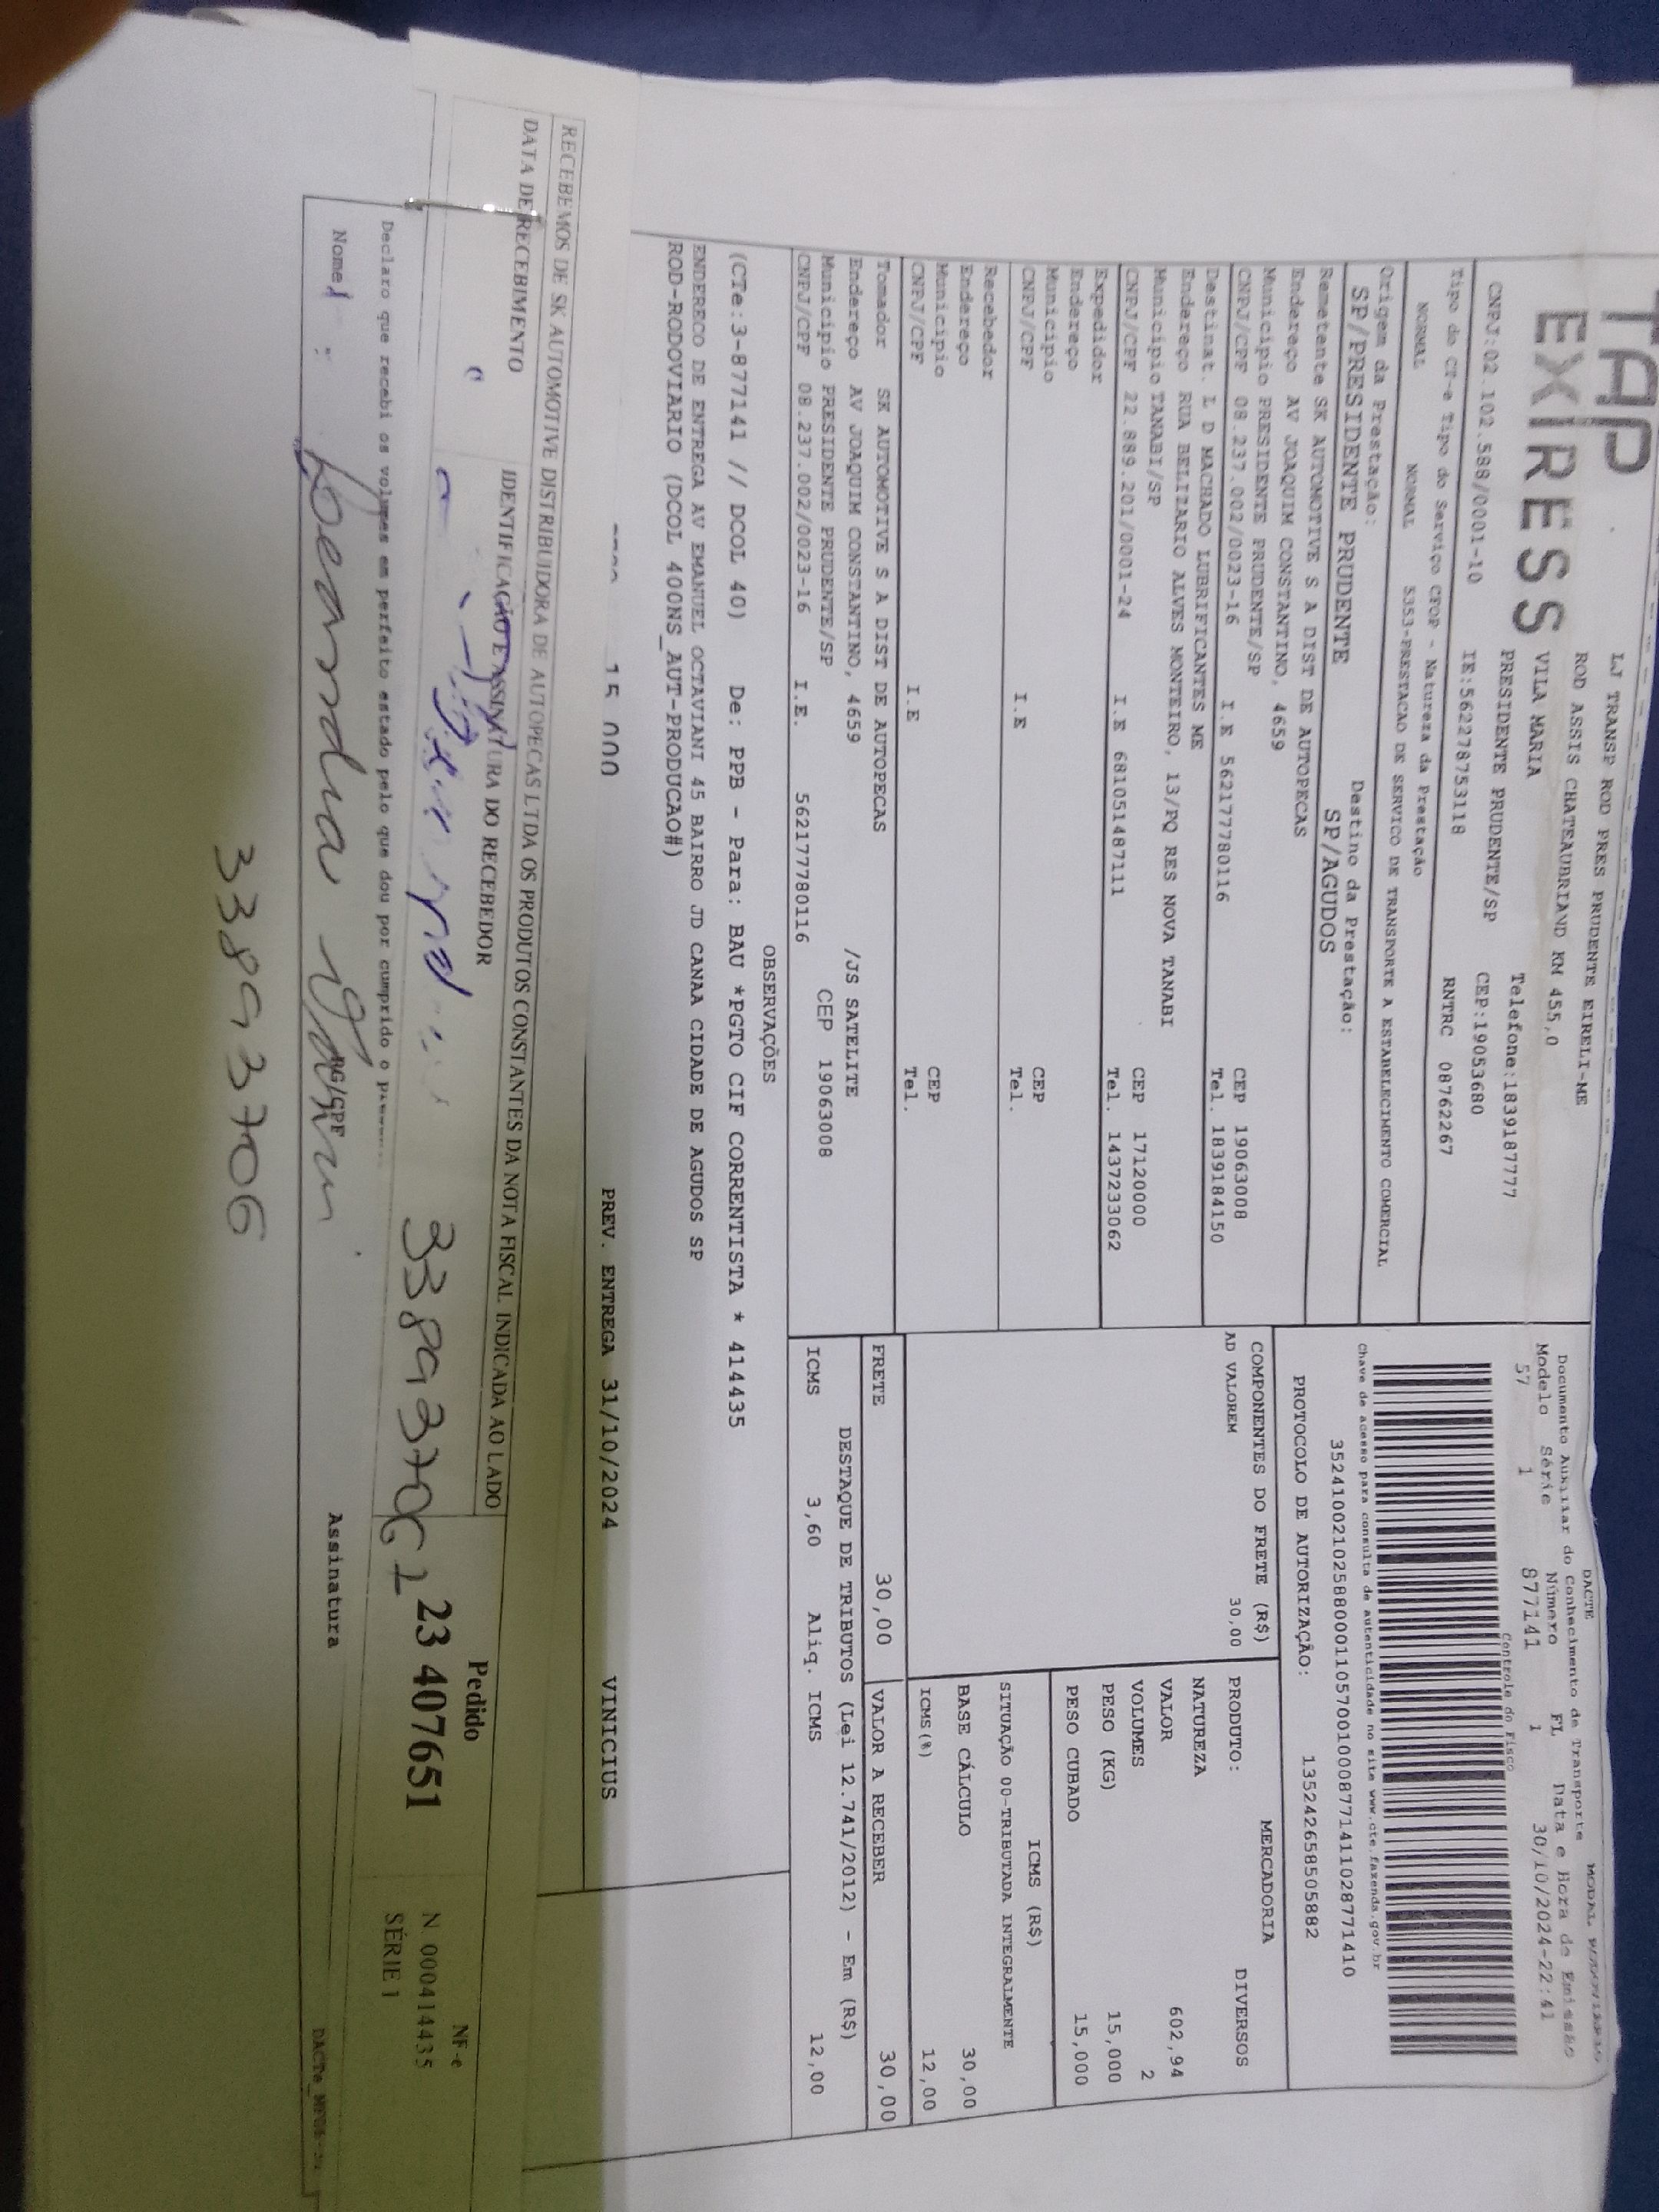 TAP
EXPRESS
LJ TRANSP ROD PRES PRUDENTE EIRELI-ME
ROD ASSIS CHATEAUBRIAND KM 455,0
VILA MARIA
PRESIDENTE PRUDENTE/SP
Telefone:1839187777
CNPJ:02.102.588/0001-10 IE:562278753118 CEP:19053680
Tipo do CT-e Tipo do Serviço CFOP - Natureza da Prestação RNTRC 08762267
NORMAL NORMAL 5353-PRESTACAO DE SERVICO DE TRANSPORTE A ESTABELECIMENTO COMERCIAL
Origem da Prestação: Destino da Prestação:
SP/PRESIDENTE PRUDENTE SP/AGUDOS
DACTE MODAL RODOVIARIO
Documento Auxiliar do Conhecimento de Transporte
Modelo Série Número FL Data e Hora de Emissão
57 1 877141 1 30/10/2024-22:41
Controle do Fisco
Chave de acesso para consulta de autenticidade no site www.cte.fazenda.gov.br
35241002102588000110570010008771411028771410
PROTOCOLO DE AUTORIZAÇÃO: 135242658505882
Remetente SK AUTOMOTIVE S A DIST DE AUTOPECAS
Endereço AV JOAQUIM CONSTANTINO, 4659
Municipio PRESIDENTE PRUDENTE/SP CEP 19063008
CNPJ/CPF 08.237.002/0023-16 I.E 562177780116 Tel. 1839184150
Destinat. L D MACHADO LUBRIFICANTES ME
Endereço RUA BELIZARIO ALVES MONTEIRO, 13/PQ RES NOVA TANABI
Municipio TANABI/SP CEP 17120000
CNPJ/CPF 22.889.201/0001-24 I.E 681051487111 Tel. 1437233062
Expedidor
Endereço
Municipio CEP
CNPJ/CPF I.E Tel.
Recebedor
Endereço
Municipio CEP
CNPJ/CPF I.E Tel.
Tomador SK AUTOMOTIVE S A DIST DE AUTOPECAS
Endereço AV JOAQUIM CONSTANTINO, 4659 /JS SATELITE
Municipio PRESIDENTE PRUDENTE/SP CEP 19063008
CNPJ/CPF 08.237.002/0023-16 I.E. 562177780116
COMPONENTES DO FRETE (R$)
AD VALOREM 30,00
MERCADORIA
PRODUTO: DIVERSOS
NATUREZA
VALOR 602,94
VOLUMES 2
PESO (KG) 15,000
PESO CUBADO 15,000
ICMS (R$)
SITUAÇÃO 00-TRIBUTADA INTEGRALMENTE
BASE CÁLCULO 30,00
ICMS(%) 12,00
FRETE 30,00 VALOR A RECEBER 30,00
DESTAQUE DE TRIBUTOS (Lei 12.741/2012) - Em (R$)
ICMS 3,60 Aliq. ICMS 12,00
OBSERVAÇÕES
(CTe:3-877141 // DCOL 40) De: PPB - Para: BAU *PGTO CIF CORRENTISTA * 414435
ENDERECO DE ENTREGA AV EMANUEL OCTAVIANI 45 BAIRRO JD CANAA CIDADE DE AGUDOS SP
ROD-RODOVIARIO (DCOL 400NS_AUT-PRODUCAO#)
15 000 PREV. ENTREGA 31/10/2024 VINICIUS
RECEBEMOS DE SK AUTOMOTIVE DISTRIBUIDORA DE AUTOPECAS LTDA OS PRODUTOS CONSTANTES DA NOTA FISCAL INDICADA AO LADO
DATA DE RECEBIMENTO IDENTIFICAÇÃO E ASSINATURA DO RECEBEDOR
Pedido
23 407651
NF-e
N 000414435
SÉRIE 1
Declaro que recebi os volumes em perfeito estado pelo que dou por cumprido o
Nome: RG/CPF Assinatura
338993706